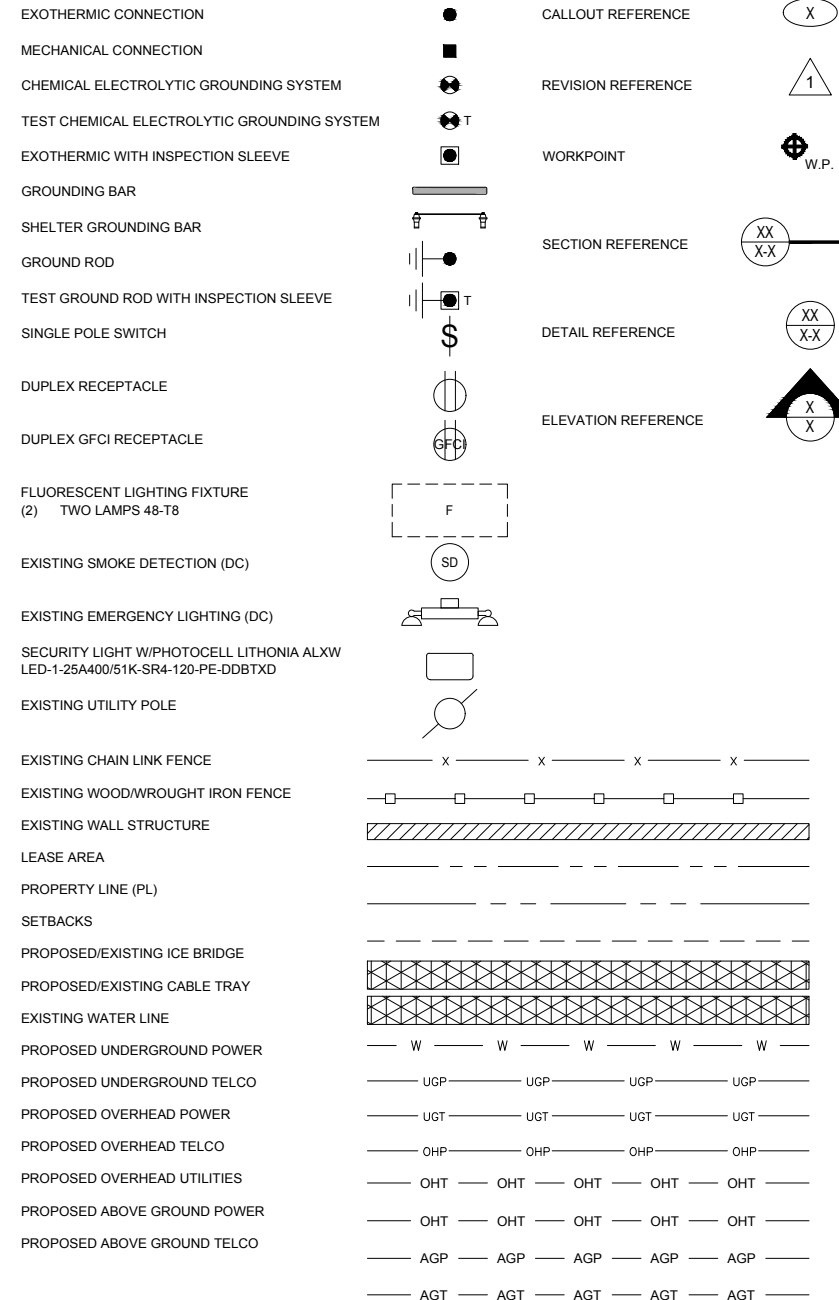 EXOTHERMIC CONNECTION
MECHANICAL CONNECTION
CHEMICAL ELECTROLYTIC GROUNDING SYSTEM
TEST CHEMICAL ELECTROLYTIC GROUNDING SYSTEM T
EXOTHERMIC WITH INSPECTION SLEEVE
GROUNDING BAR
SHELTER GROUNDING BAR
GROUND ROD
TEST GROUND ROD WITH INSPECTION SLEEVE T
SINGLE POLE SWITCH $
DUPLEX RECEPTACLE
DUPLEX GFCI RECEPTACLE GFCI
FLUORESCENT LIGHTING FIXTURE
(2) TWO LAMPS 48-T8 F
EXISTING SMOKE DETECTION (DC) SD
EXISTING EMERGENCY LIGHTING (DC)
SECURITY LIGHT W/PHOTOCELL LITHONIA ALXW
LED-1-25A400/51K-SR4-120-PE-DDBTXD
EXISTING UTILITY POLE
EXISTING CHAIN LINK FENCE X X X X
EXISTING WOOD/WROUGHT IRON FENCE
EXISTING WALL STRUCTURE
LEASE AREA
PROPERTY LINE (PL)
SETBACKS
PROPOSED/EXISTING ICE BRIDGE
PROPOSED/EXISTING CABLE TRAY
EXISTING WATER LINE
PROPOSED UNDERGROUND POWER W W W W W
PROPOSED UNDERGROUND TELCO UGP UGP UGP UGP
PROPOSED OVERHEAD POWER UGT UGT UGT UGT
PROPOSED OVERHEAD TELCO OHP OHP OHP OHP
PROPOSED OVERHEAD UTILITIES OHT OHT OHT OHT OHT
PROPOSED ABOVE GROUND POWER OHT OHT OHT OHT OHT
PROPOSED ABOVE GROUND TELCO AGP AGP AGP AGP
AGT AGT AGT AGT AGT
CALLOUT REFERENCE X
REVISION REFERENCE 1
WORKPOINT W.P.
SECTION REFERENCE XX
X-X
DETAIL REFERENCE XX
X-X
ELEVATION REFERENCE X
X